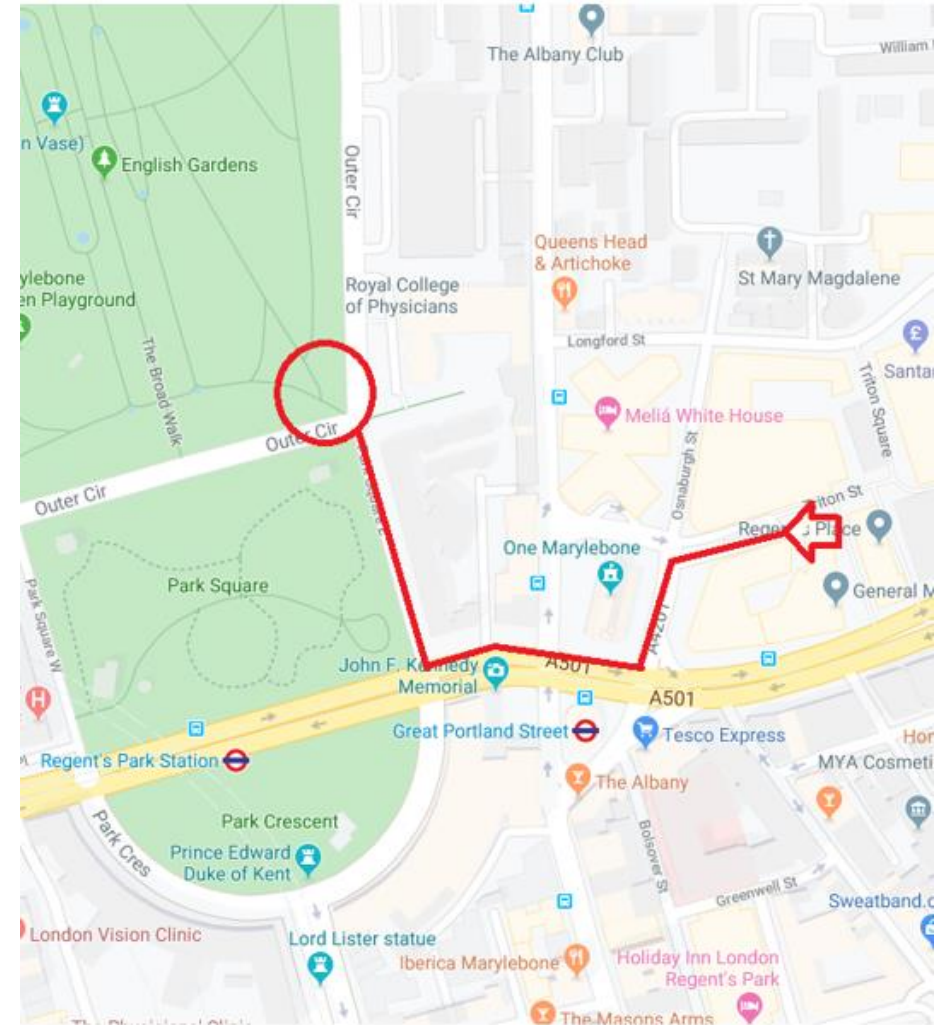 The Albany Club
William
n Vase)
English Gardens
Outer Cir
Queens Head
& Artichoke
St Mary Magdalene
ylebone
en Playground
Royal College
of Physicians
Longford St
The Broad Walk
Triton Square
Santa
Meliá White House
Outer Cir
Osnaburgh St
Outer Cir
Triton St
Regent's Place
One Marylebone
Park Square
Park Square W
General M
A4201
John F. Kennedy
Memorial
A501
A501
Great Portland Street
Tesco Express
Regent's Park Station
Hor
MYA Cosmeti
The Albany
Park Crescent
Park Cres
Prince Edward
Duke of Kent
Bolsover St
Greenwell St
Sweatband.c
London Vision Clinic
Lord Lister statue
Iberica Marylebone
Holiday Inn London
Regent's Park
The Masons Arms